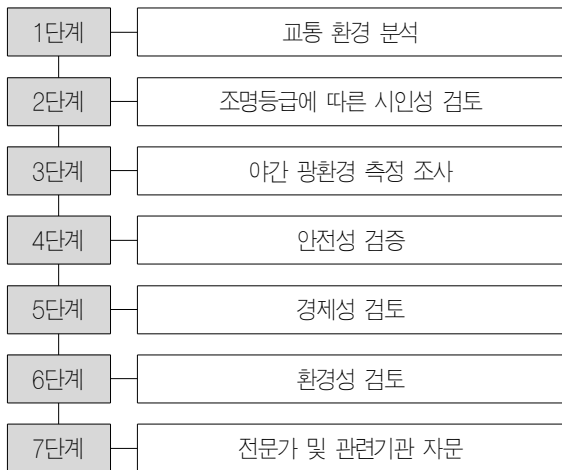 1단계 교통 환경 분석
2단계 조명등급에 따른 시인성 검토
3단계 야간 광환경 측정 조사
4단계 안전성 검증
5단계 경제성 검토
6단계 환경성 검토
7단계 전문가 및 관련기관 자문